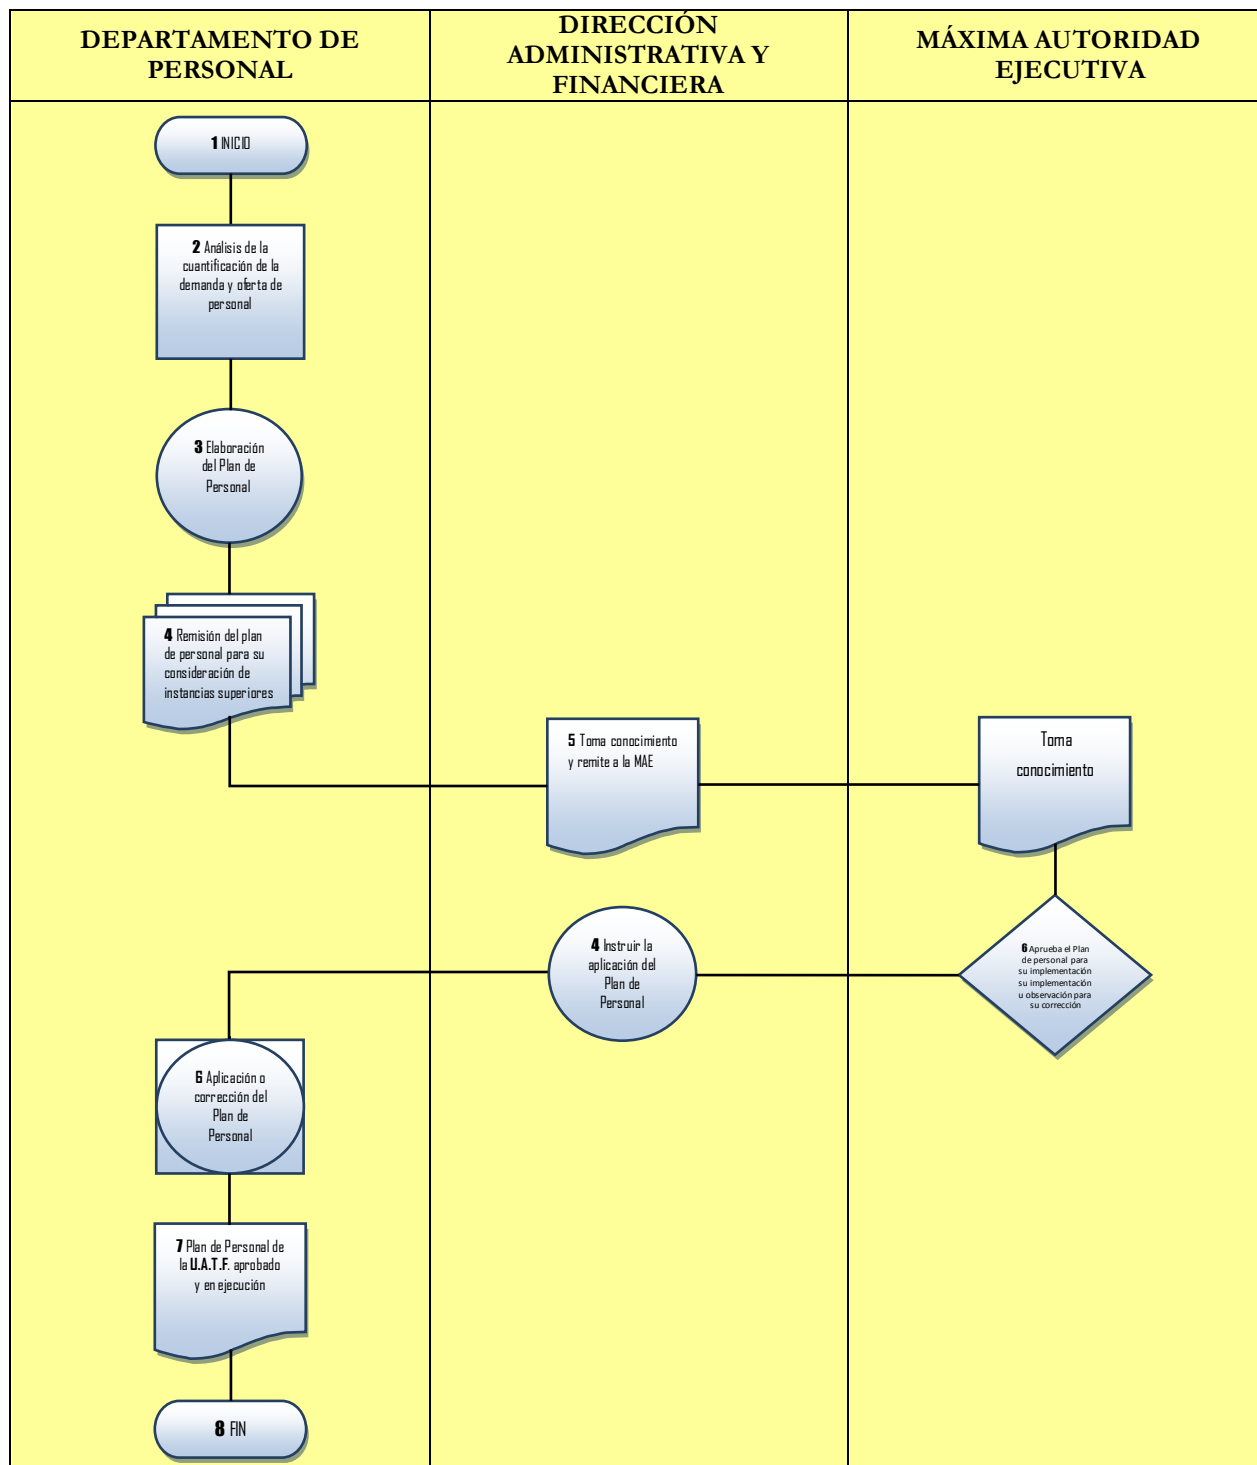 DEPARTAMENTO DE
PERSONAL
DIRECCIÓN
ADMINISTRATIVA Y
FINANCIERA
MÁXIMA AUTORIDAD
EJECUTIVA
1 INICIO
2 Análisis de la
cuantificación de la
demanda y oferta de
personal
3 Elaboración
del Plan de
Personal
4 Remisión del plan
de personal para su
consideración de
instancias superiores
5 Toma conocimiento
y remite a la MAE
Toma
conocimiento
6 Aprueba el Plan
de personal para
su implementación
su implementación
u observación para
su corrección
4 Instruir la
aplicación del
Plan de
Personal
6 Aplicación o
corrección del
Plan de
Personal
7 Plan de Personal de
la U.A.T.F. aprobado
y en ejecución
8 FIN